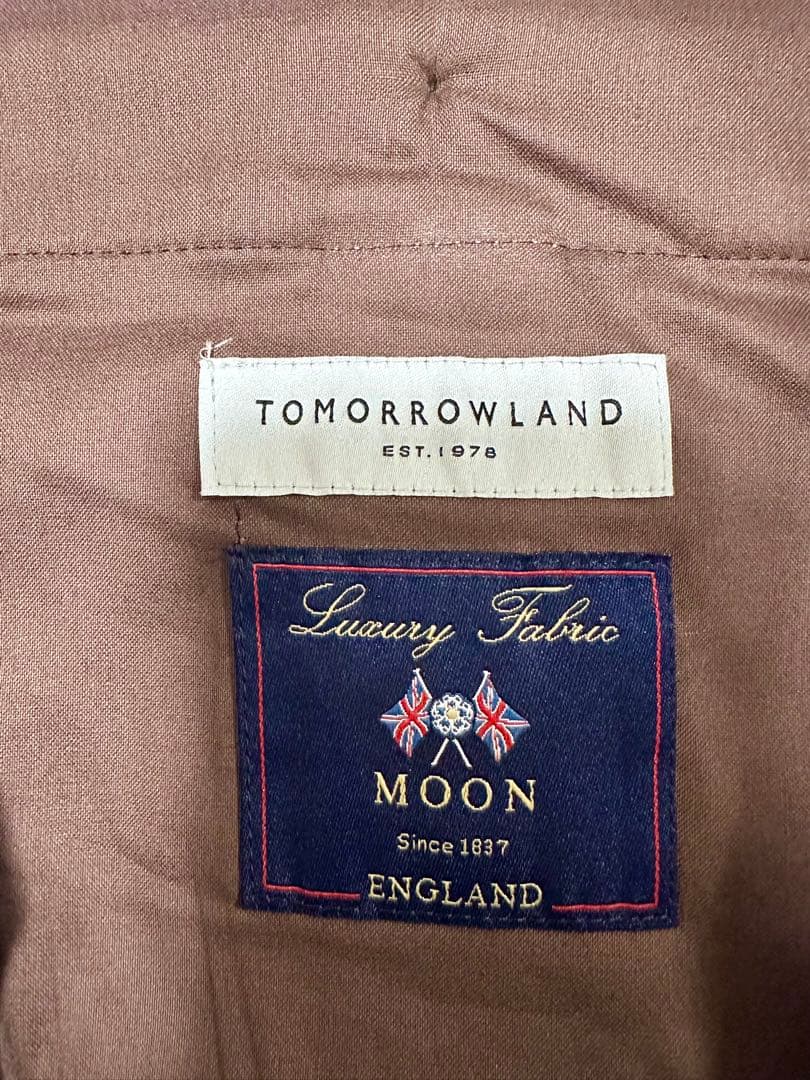 TOMORROWLAND
EST. 1978
Luxury Fabric
MOON
Since 1837
ENGLAND